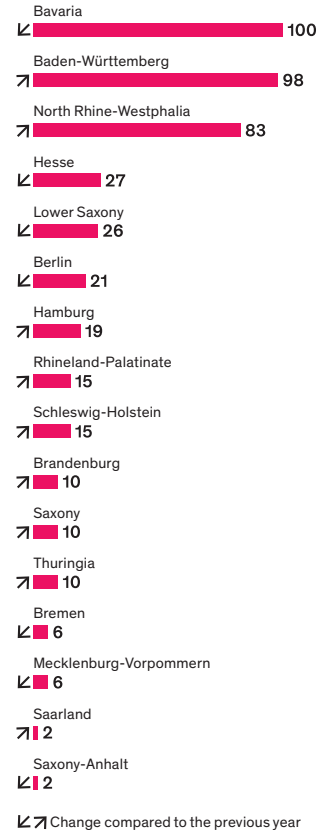 Bavaria
100
Baden-Württemberg
98
North Rhine-Westphalia
83
Hesse
27
Lower Saxony
26
Berlin
21
Hamburg
19
Rhineland-Palatinate
15
Schleswig-Holstein
15
Brandenburg
10
Saxony
10
Thuringia
10
Bremen
6
Mecklenburg-Vorpommern
6
Saarland
2
Saxony-Anhalt
2
Change compared to the previous year